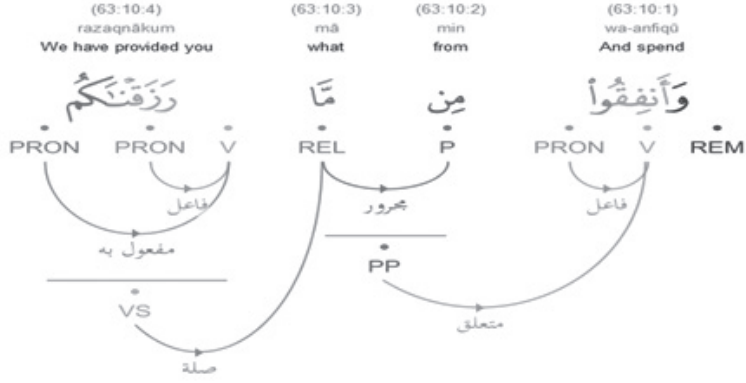 (63:10:4) (63:10:3) (63:10:2) (63:10:1)
razaqnākum mā min wa-anfiqū
We have provided you what from And spend
وَأَنفِقُوا۟ مِن مَّا رَزَقْنَـٰكُم
PRON PRON V REL P PRON V REM
فاعل مجرور فاعل
مفعول به
PP
VS
متعلق
صلة